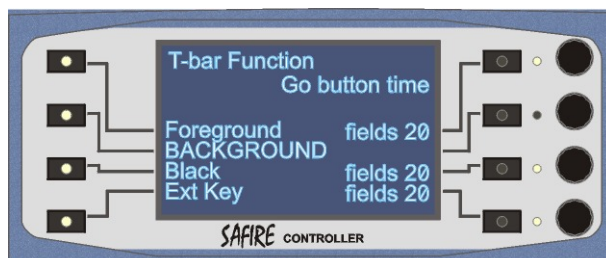 T-bar Function
Go button time
Foreground fields 20
BACKGROUND
Black fields 20
Ext Key fields 20
SAFIRE CONTROLLER